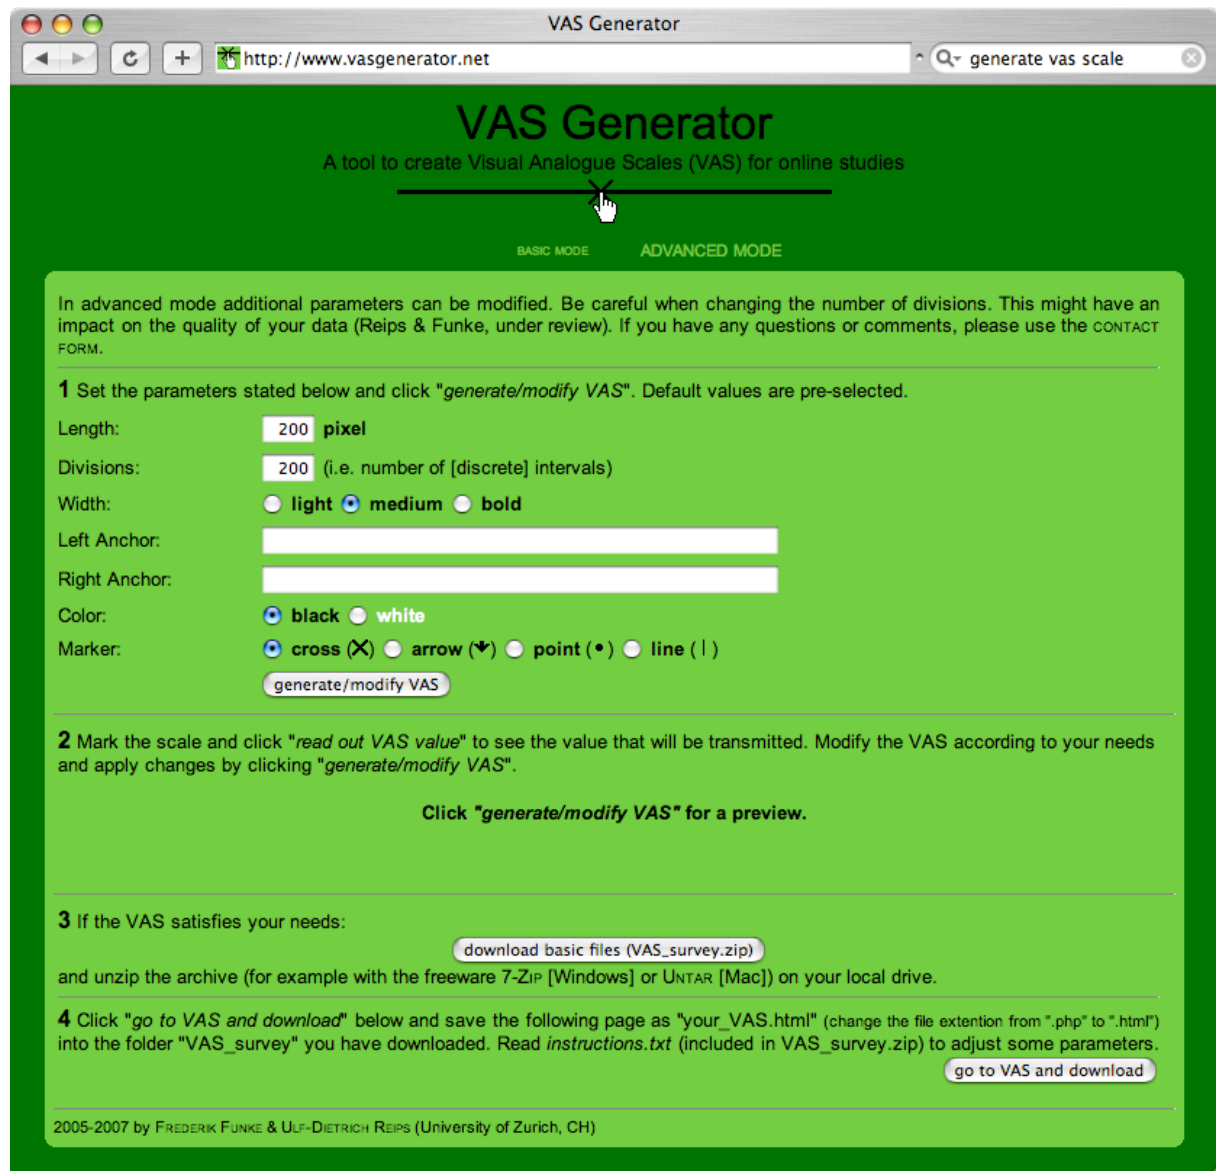 VAS Generator
http://www.vasgenerator.net
generate vas scale
VAS Generator
A tool to create Visual Analogue Scales (VAS) for online studies
BASIC MODE ADVANCED MODE
In advanced mode additional parameters can be modified. Be careful when changing the number of divisions. This might have an
impact on the quality of your data (Reips & Funke, under review). If you have any questions or comments, please use the CONTACT
FORM.
1 Set the parameters stated below and click "generate/modify VAS". Default values are pre-selected.
Length: 200 pixel
Divisions: 200 (i.e. number of [discrete] intervals)
Width: light medium bold
Left Anchor:
Right Anchor:
Color: black white
Marker: cross (X) arrow (🡇) point (•) line (|)
generate/modify VAS
2 Mark the scale and click "read out VAS value" to see the value that will be transmitted. Modify the VAS according to your needs
and apply changes by clicking "generate/modify VAS".
Click "generate/modify VAS" for a preview.
3 If the VAS satisfies your needs:
download basic files (VAS_survey.zip)
and unzip the archive (for example with the freeware 7-ZIP [Windows] or UNTAR [Mac]) on your local drive.
4 Click "go to VAS and download" below and save the following page as "your_VAS.html" (change the file extention from ".php" to ".html")
into the folder "VAS_survey" you have downloaded. Read instructions.txt (included in VAS_survey.zip) to adjust some parameters.
go to VAS and download
2005-2007 by FREDERIK FUNKE & ULF-DIETRICH REIPS (University of Zurich, CH)